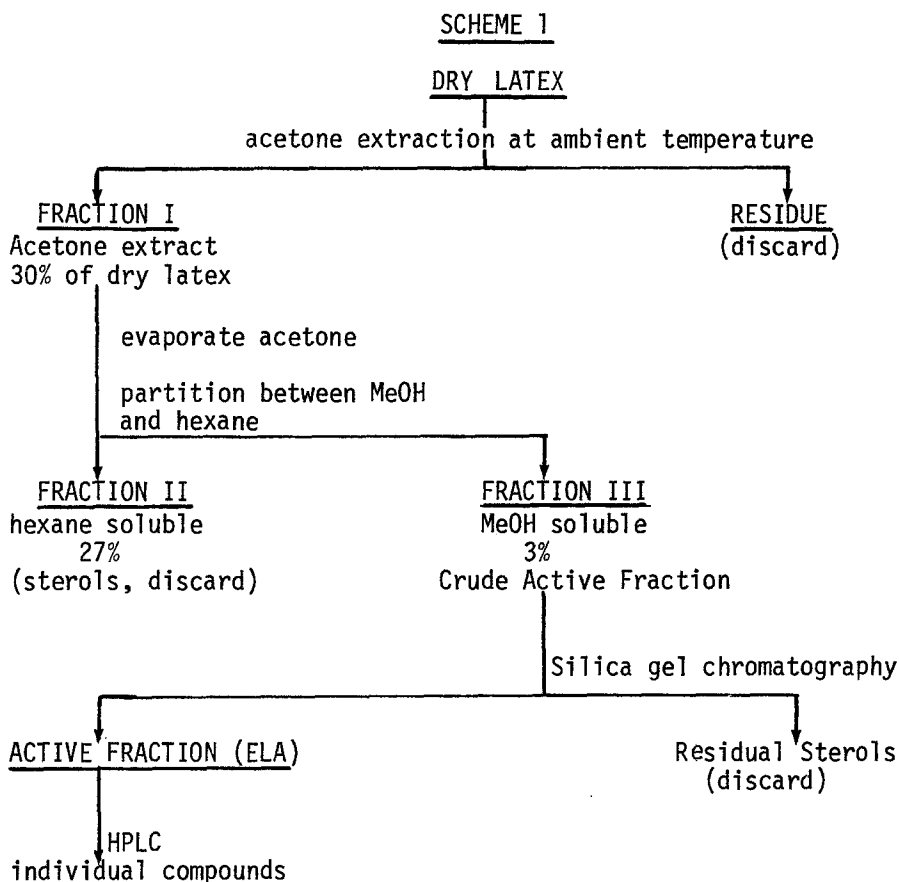 SCHEME 1
DRY LATEX
acetone extraction at ambient temperature
FRACTION I
Acetone extract
30% of dry latex
RESIDUE
(discard)
evaporate acetone
partition between MeOH
and hexane
FRACTION II
hexane soluble
27%
(sterols, discard)
FRACTION III
MeOH soluble
3%
Crude Active Fraction
Silica gel chromatography
ACTIVE FRACTION (ELA)
Residual Sterols
(discard)
HPLC
individual compounds